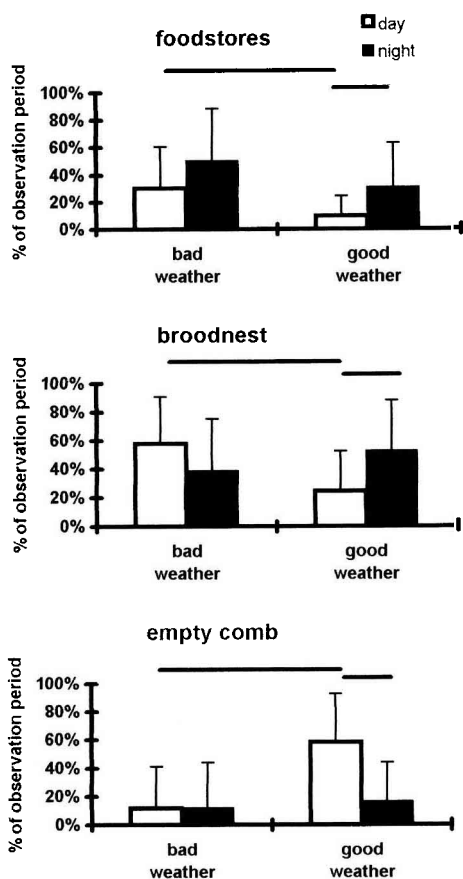 day
night
foodstores
% of observation period
100%
80%
60%
40%
20%
0%
bad
weather
good
weather
broodnest
% of observation period
100%
80%
60%
40%
20%
0%
bad
weather
good
weather
empty comb
% of observation period
100%
80%
60%
40%
20%
0%
bad
weather
good
weather